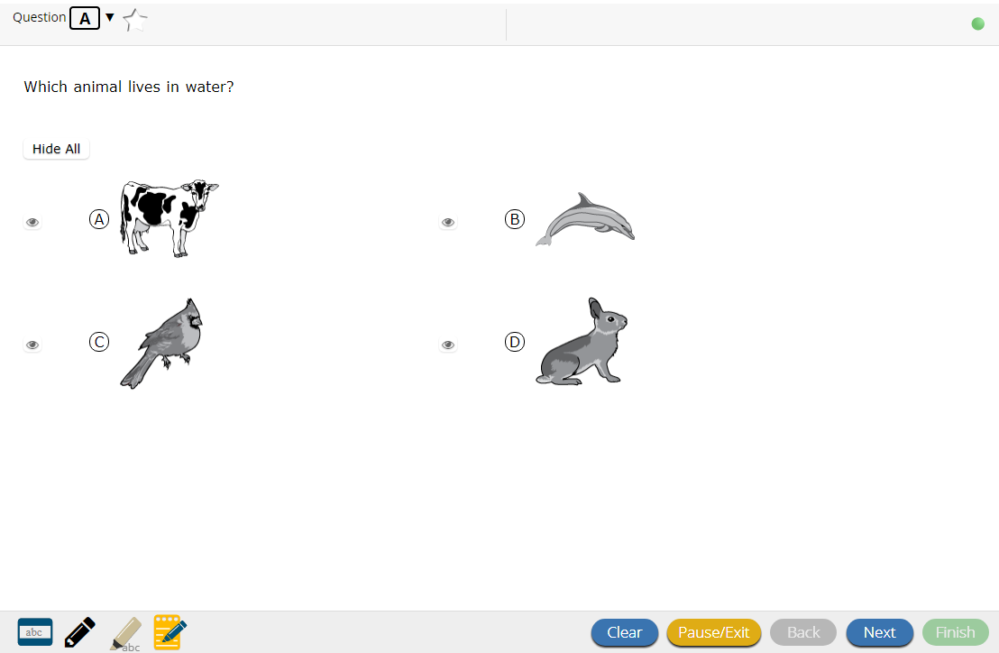 Question A ▼
Which animal lives in water?
Hide All
A
B
C
D
abc
abc
Clear
Pause/Exit
Back
Next
Finish